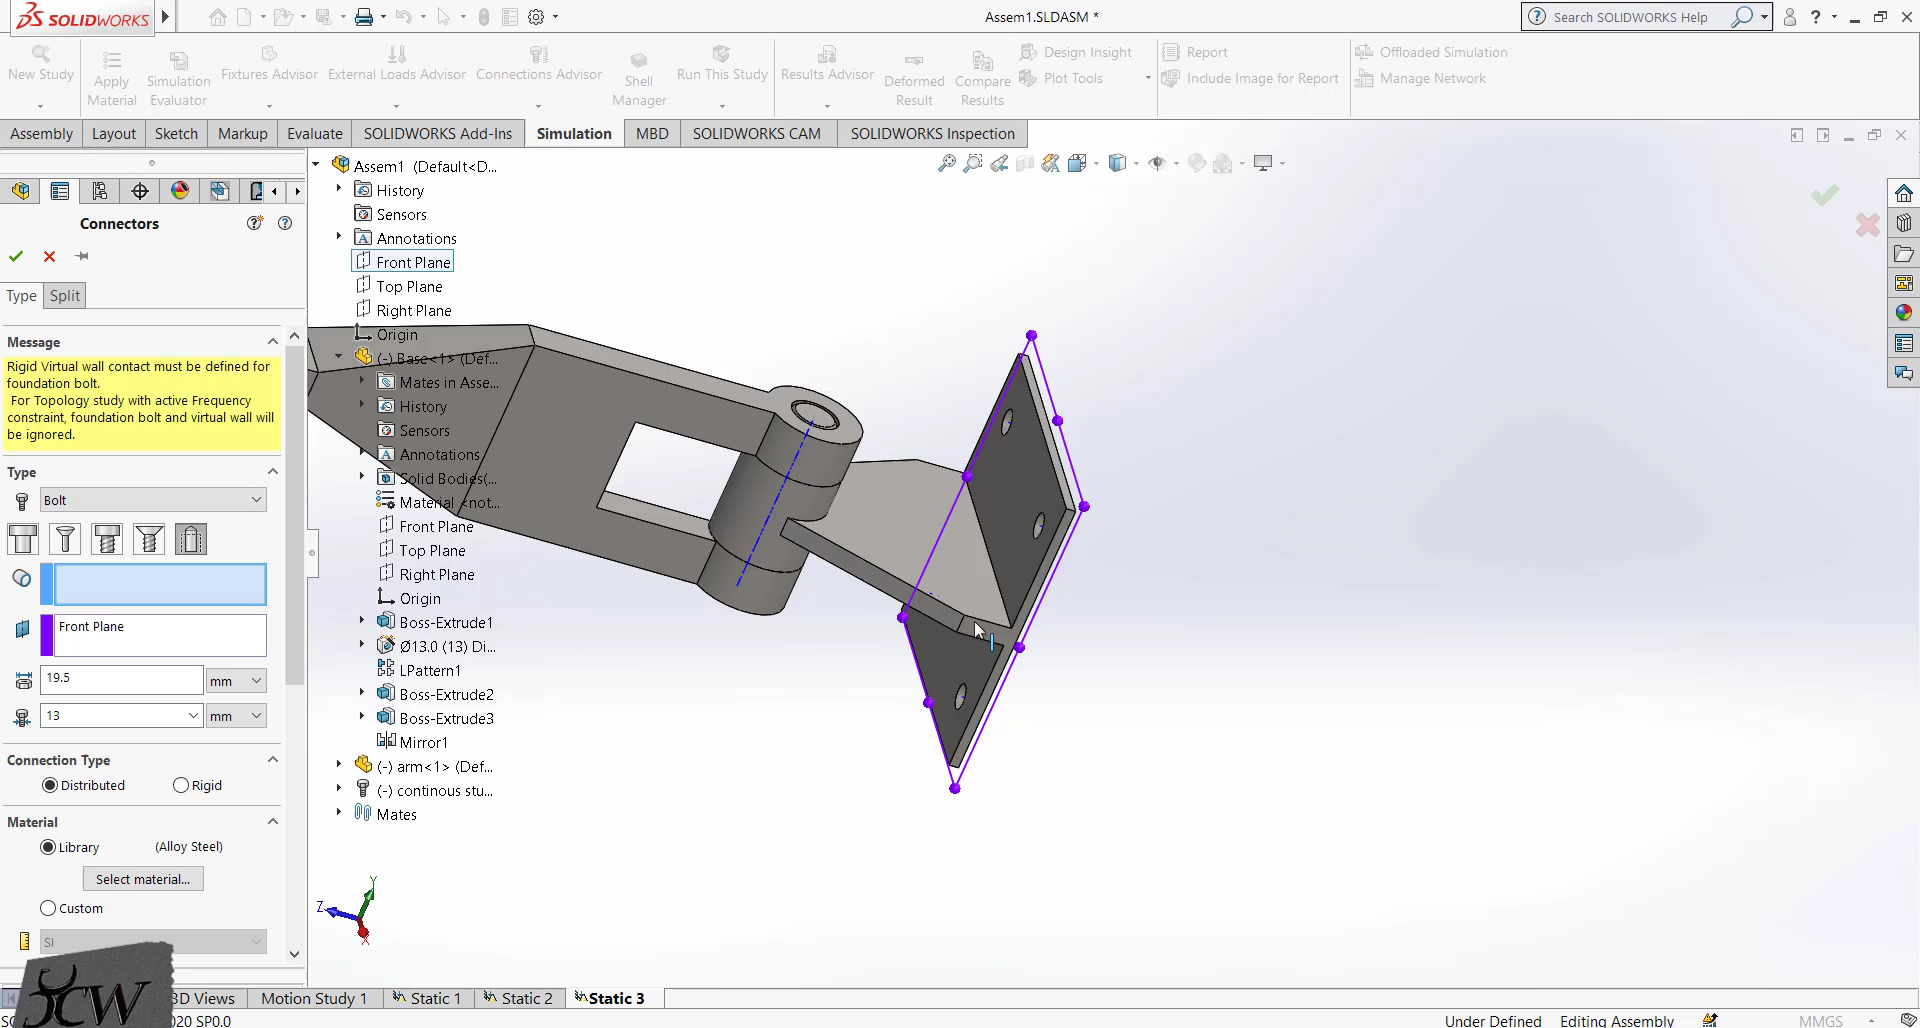 SOLIDWORKS
Assem1.SLDASM *
Search SOLIDWORKS Help
New Study
Apply Material
Simulation Evaluator
Fixtures Advisor
External Loads Advisor
Connections Advisor
Shell Manager
Run This Study
Results Advisor
Deformed Result
Compare Results
Design Insight
Plot Tools
Report
Include Image for Report
Offloaded Simulation
Manage Network
Assembly
Layout
Sketch
Markup
Evaluate
SOLIDWORKS Add-Ins
Simulation
MBD
SOLIDWORKS CAM
SOLIDWORKS Inspection
Connectors
Type
Split
Message
Rigid Virtual wall contact must be defined for
foundation bolt.
For Topology study with active Frequency
constraint, foundation bolt and virtual wall will
be ignored.
Type
Bolt
Front Plane
19.5
mm
13
mm
Connection Type
Distributed
Rigid
Material
Library
(Alloy Steel)
Select material...
Custom
SI
Assem1 (Default<D...
History
Sensors
Annotations
Front Plane
Top Plane
Right Plane
Origin
(-) Base<1> (Def...
Mates in Asse...
History
Sensors
Annotations
Solid Bodies(...
Material <not...
Front Plane
Top Plane
Right Plane
Origin
Boss-Extrude1
Ø13.0 (13) Di...
LPattern1
Boss-Extrude2
Boss-Extrude3
Mirror1
(-) arm<1> (Def...
(-) continous stu...
Mates
Y
Z
X
3D Views
Motion Study 1
Static 1
Static 2
Static 3
020 SP0.0
Under Defined
Editing Assembly
MMGS